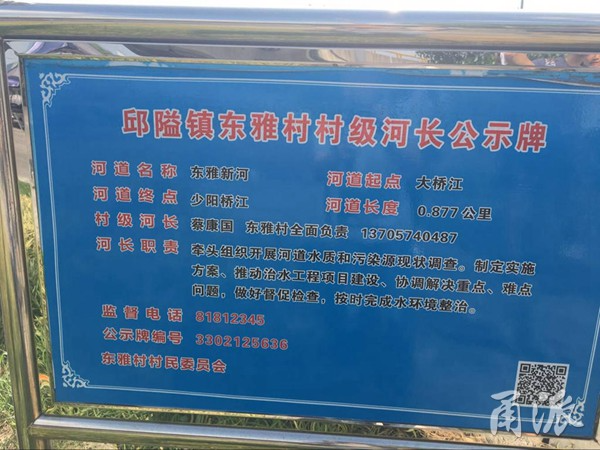 邱隘镇东雅村村级河长公示牌
河道名称 东雅新河 河道起点 大桥江
河道终点 少阳桥江 河道长度 0.877公里
村级河长 蔡康国 东雅村全面负责 13705740487
河长职责 牵头组织开展河道水质和污染源现状调查。制定实施
方案、推动治水工程项目建设、协调解决重点、难点
问题，做好督促检查，按时完成水环境整治。
监督电话 81812345
公示牌编号 3302125636
东雅村村民委员会
甬派